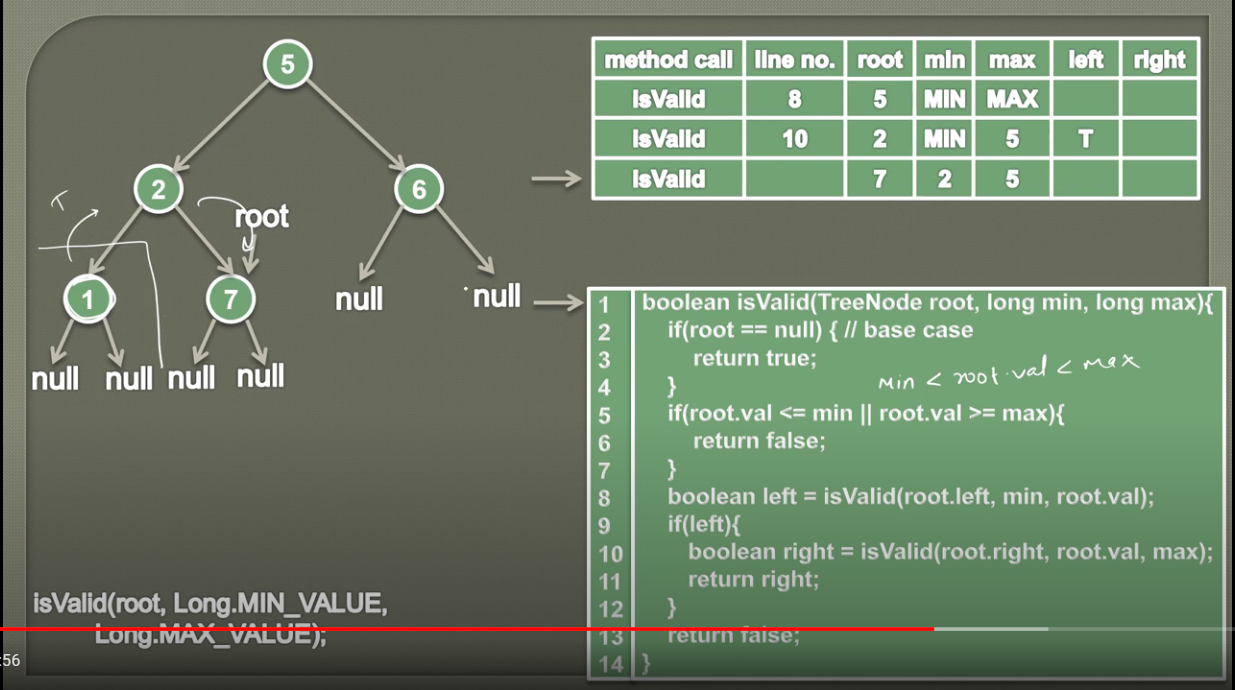 5
2
6
T
root
1
7
null
null
null
null
null
null
method call line no. root min max left right
isValid 8 5 MIN MAX
isValid 10 2 MIN 5 T
isValid 7 2 5
1 boolean isValid(TreeNode root, long min, long max){
2 if(root == null) { // base case
3 return true;
min < root.val < max
4 }
5 if(root.val <= min || root.val >= max){
6 return false;
7 }
8 boolean left = isValid(root.left, min, root.val);
9 if(left){
10 boolean right = isValid(root.right, root.val, max);
11 return right;
12 }
13 return false;
14 }
isValid(root, Long.MIN_VALUE,
Long.MAX_VALUE);
:56